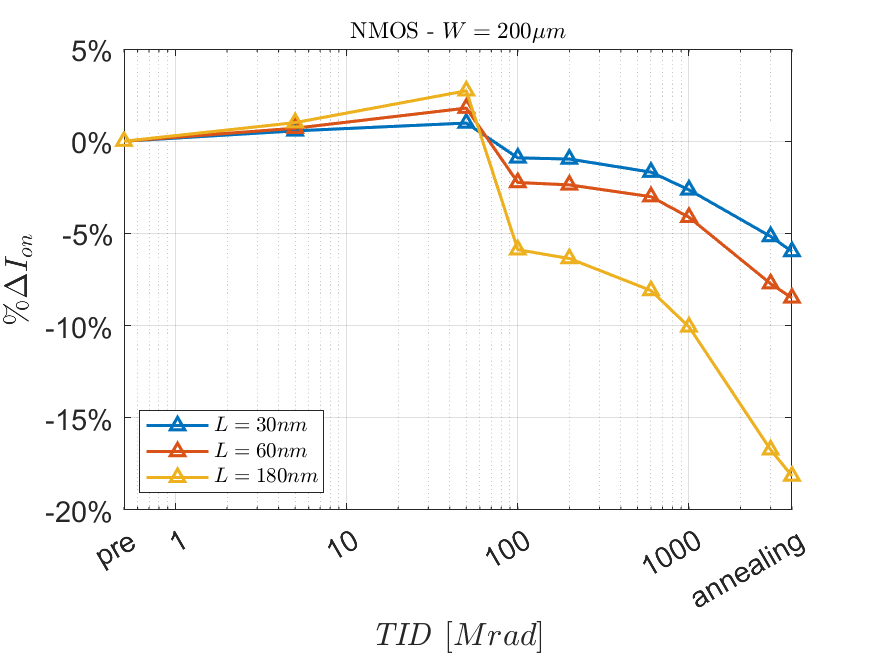 NMOS - W = 200μm
5%
0%
-5%
-10%
-15%
-20%
%ΔI_on
L = 30nm
L = 60nm
L = 180nm
pre 1 10 100 1000 annealing
TID [Mrad]